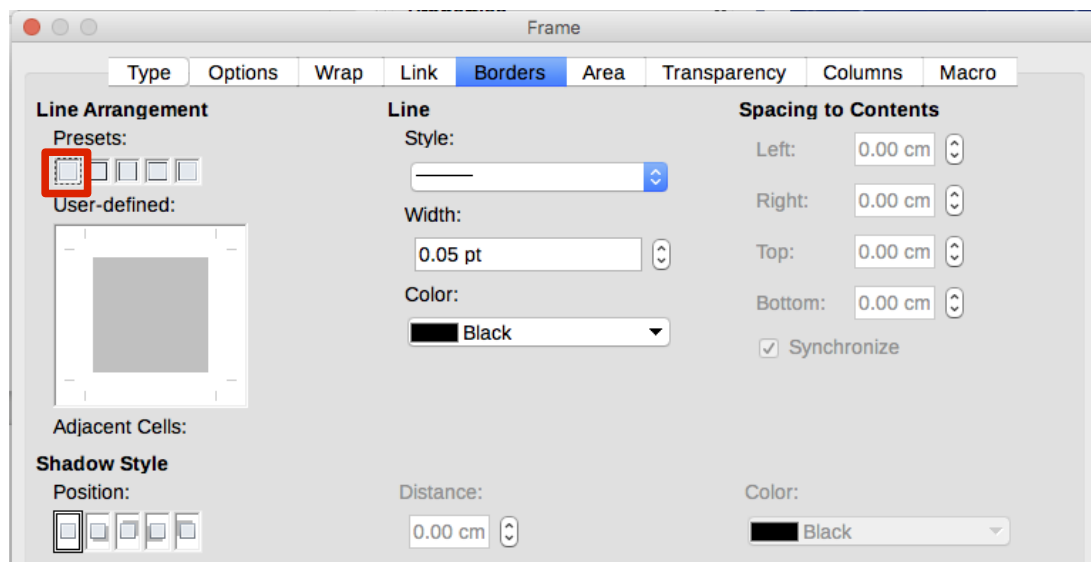 Frame
Type Options Wrap Link Borders Area Transparency Columns Macro
Line Arrangement
Presets:
User-defined:
Adjacent Cells:
Line
Style:
Width:
0.05 pt
Color:
Black
Spacing to Contents
Left: 0.00 cm
Right: 0.00 cm
Top: 0.00 cm
Bottom: 0.00 cm
Synchronize
Shadow Style
Position:
Distance:
0.00 cm
Color:
Black